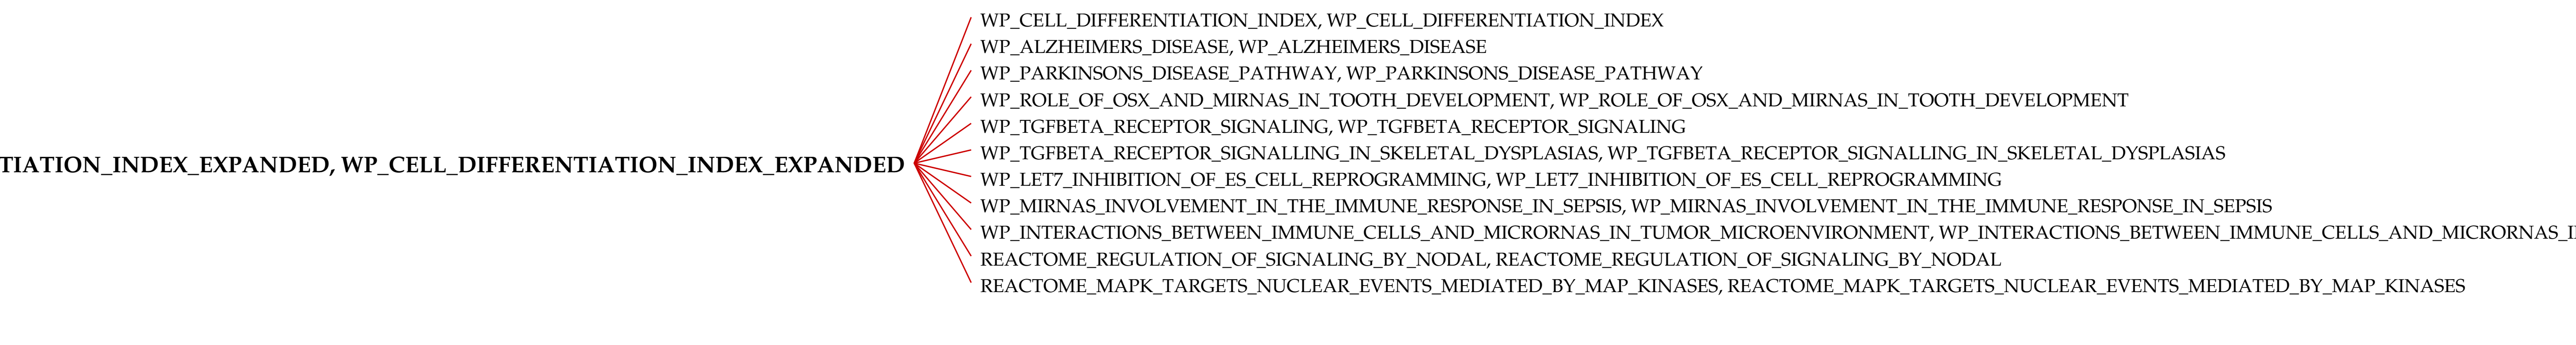 WP_CELL_DIFFERENTIATION_INDEX, WP_CELL_DIFFERENTIATION_INDEX
WP_ALZHEIMERS_DISEASE, WP_ALZHEIMERS_DISEASE
WP_PARKINSONS_DISEASE_PATHWAY, WP_PARKINSONS_DISEASE_PATHWAY
WP_ROLE_OF_OSX_AND_MIRNAS_IN_TOOTH_DEVELOPMENT, WP_ROLE_OF_OSX_AND_MIRNAS_IN_TOOTH_DEVELOPMENT
WP_TGFBETA_RECEPTOR_SIGNALING, WP_TGFBETA_RECEPTOR_SIGNALING
TIATION_INDEX_EXPANDED, WP_CELL_DIFFERENTIATION_INDEX_EXPANDED
WP_TGFBETA_RECEPTOR_SIGNALLING_IN_SKELETAL_DYSPLASIAS, WP_TGFBETA_RECEPTOR_SIGNALLING_IN_SKELETAL_DYSPLASIAS
WP_LET7_INHIBITION_OF_ES_CELL_REPROGRAMMING, WP_LET7_INHIBITION_OF_ES_CELL_REPROGRAMMING
WP_MIRNAS_INVOLVEMENT_IN_THE_IMMUNE_RESPONSE_IN_SEPSIS, WP_MIRNAS_INVOLVEMENT_IN_THE_IMMUNE_RESPONSE_IN_SEPSIS
WP_INTERACTIONS_BETWEEN_IMMUNE_CELLS_AND_MICRORNAS_IN_TUMOR_MICROENVIRONMENT, WP_INTERACTIONS_BETWEEN_IMMUNE_CELLS_AND_MICRORNAS_I
REACTOME_REGULATION_OF_SIGNALING_BY_NODAL, REACTOME_REGULATION_OF_SIGNALING_BY_NODAL
REACTOME_MAPK_TARGETS_NUCLEAR_EVENTS_MEDIATED_BY_MAP_KINASES, REACTOME_MAPK_TARGETS_NUCLEAR_EVENTS_MEDIATED_BY_MAP_KINASES